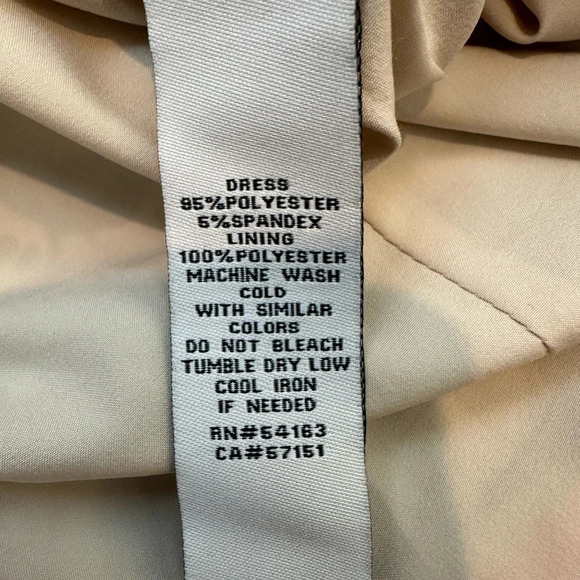 DRESS
95%POLYESTER
5%SPANDEX
LINING
100%POLYESTER
MACHINE WASH
COLD
WITH SIMILAR
COLORS
DO NOT BLEACH
TUMBLE DRY LOW
COOL IRON
IF NEEDED
RN#54163
CA#57151